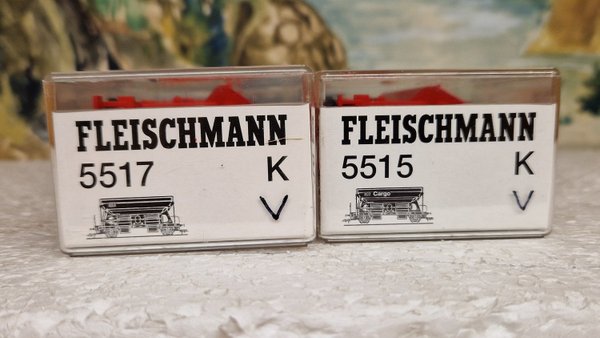 FLEISCHMANN
5517 K
V
FLEISCHMANN
5515 K
Cargo
V